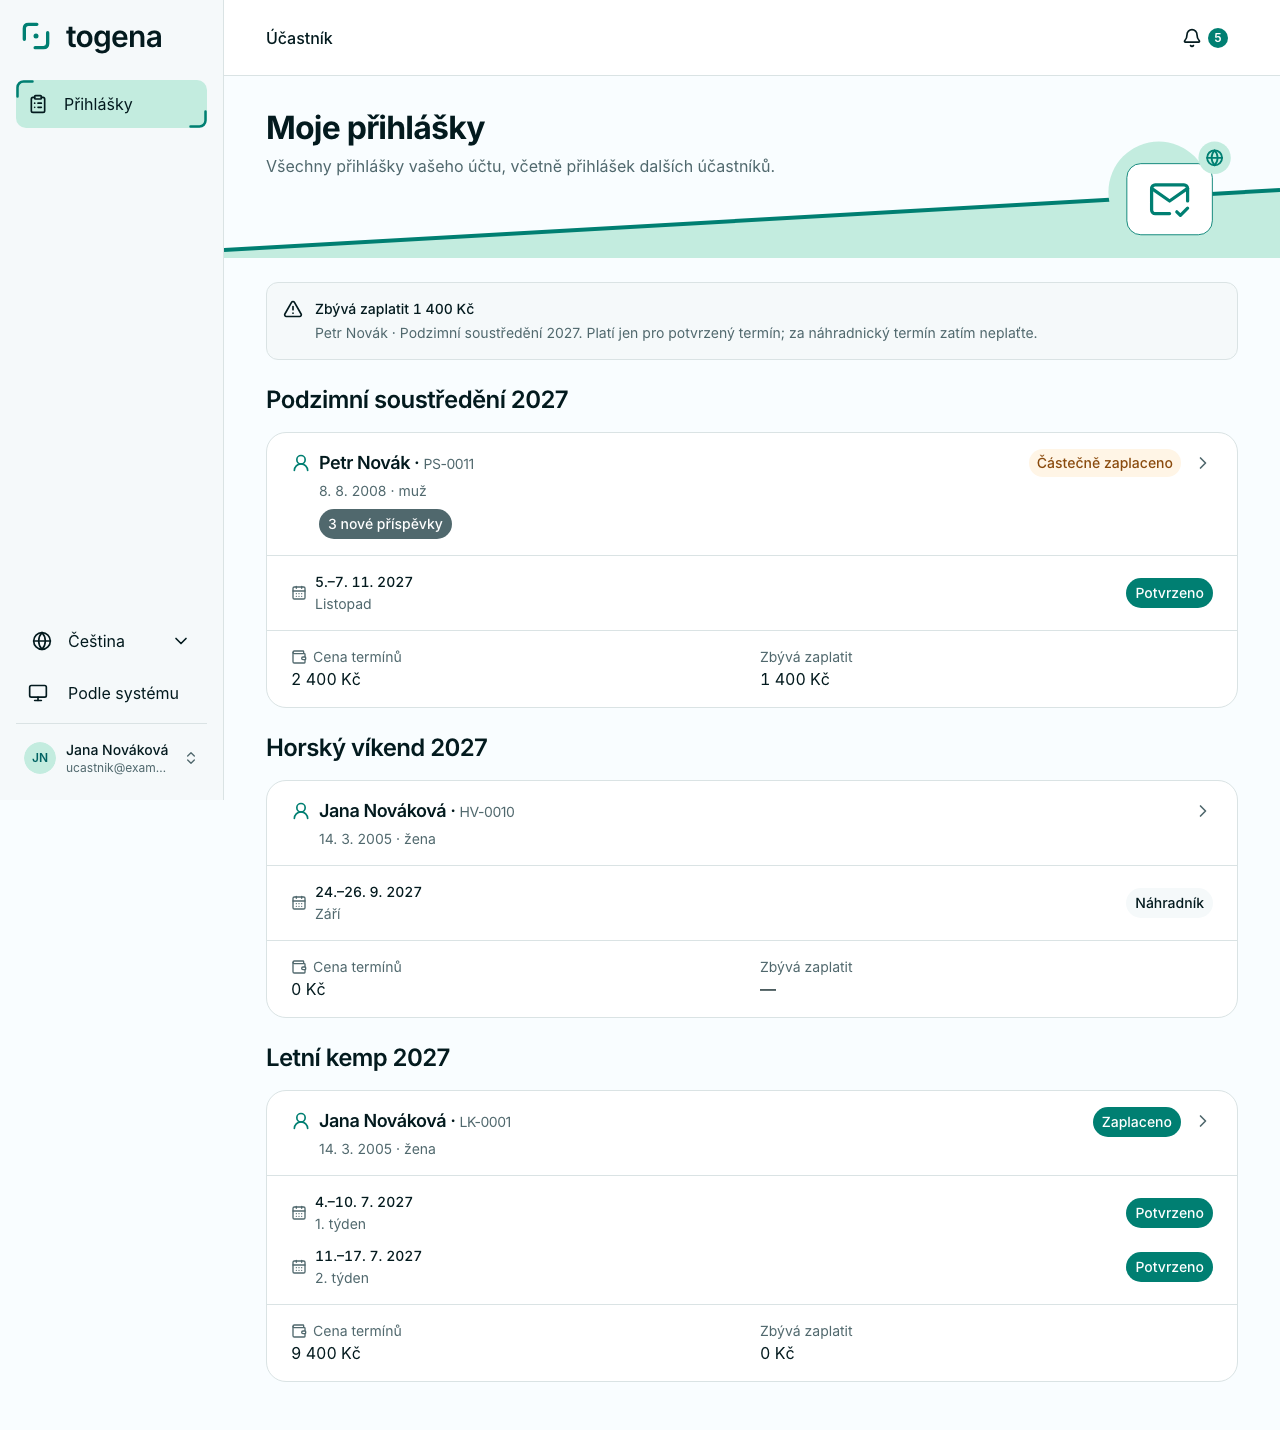 togena
Účastník
5
Přihlášky
Moje přihlášky
Všechny přihlášky vašeho účtu, včetně přihlášek dalších účastníků.
Zbývá zaplatit 1 400 Kč
Petr Novák · Podzimní soustředění 2027. Platí jen pro potvrzený termín; za náhradnický termín zatím neplaťte.
Podzimní soustředění 2027
Petr Novák · PS-0011
Částečně zaplaceno
8. 8. 2008 · muž
3 nové příspěvky
5.–7. 11. 2027
Listopad
Potvrzeno
Cena termínů
2 400 Kč
Zbývá zaplatit
1 400 Kč
Čeština
Podle systému
JN
Jana Nováková
ucastnik@exam...
Horský víkend 2027
Jana Nováková · HV-0010
14. 3. 2005 · žena
24.–26. 9. 2027
Září
Náhradník
Cena termínů
0 Kč
Zbývá zaplatit
—
Letní kemp 2027
Jana Nováková · LK-0001
Zaplaceno
14. 3. 2005 · žena
4.–10. 7. 2027
1. týden
Potvrzeno
11.–17. 7. 2027
2. týden
Potvrzeno
Cena termínů
9 400 Kč
Zbývá zaplatit
0 Kč